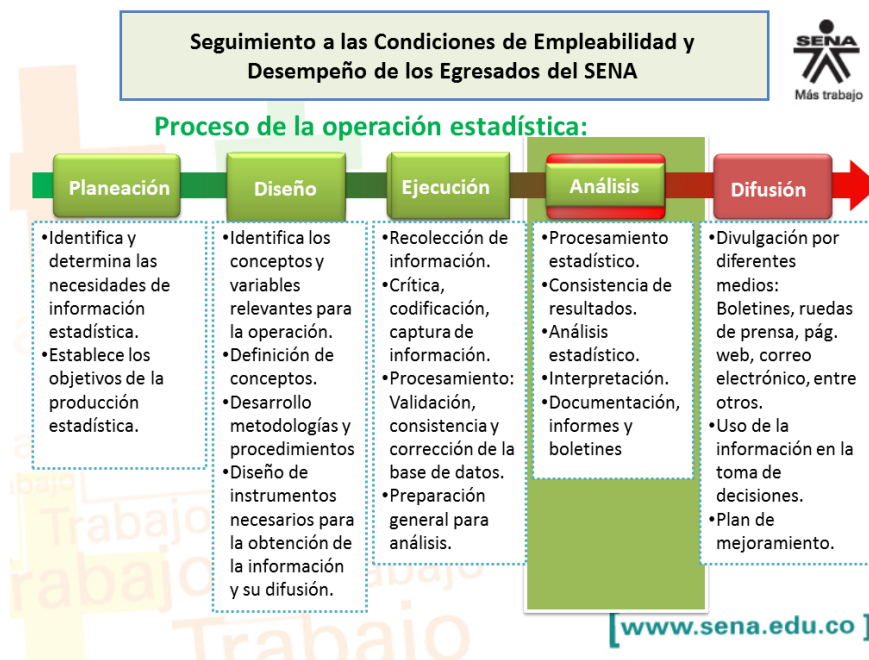 Seguimiento a las Condiciones de Empleabilidad y
Desempeño de los Egresados del SENA
SENA
Más trabajo
Proceso de la operación estadística:
Planeación
•Identifica y
determina las
necesidades de
información
estadística.
•Establece los
objetivos de la
producción
estadística.
Diseño
•Identifica los
conceptos y
variables
relevantes para
la operación.
•Definición de
conceptos.
•Desarrollo
metodologías y
procedimientos
•Diseño de
instrumentos
necesarios para
la obtención de
la información
y su difusión.
Ejecución
•Recolección de
información.
•Crítica,
codificación,
captura de
información.
•Procesamiento:
Validación,
consistencia y
corrección de la
base de datos.
•Preparación
general para
análisis.
Análisis
•Procesamiento
estadístico.
•Consistencia de
resultados.
•Análisis
estadístico.
•Interpretación.
•Documentación,
informes y
boletines
Difusión
•Divulgación por
diferentes
medios:
Boletines, ruedas
de prensa, pág.
web, correo
electrónico, entre
otros.
•Uso de la
información en la
toma de
decisiones.
•Plan de
mejoramiento.
Trabajo
Trabajo
[www.sena.edu.co]